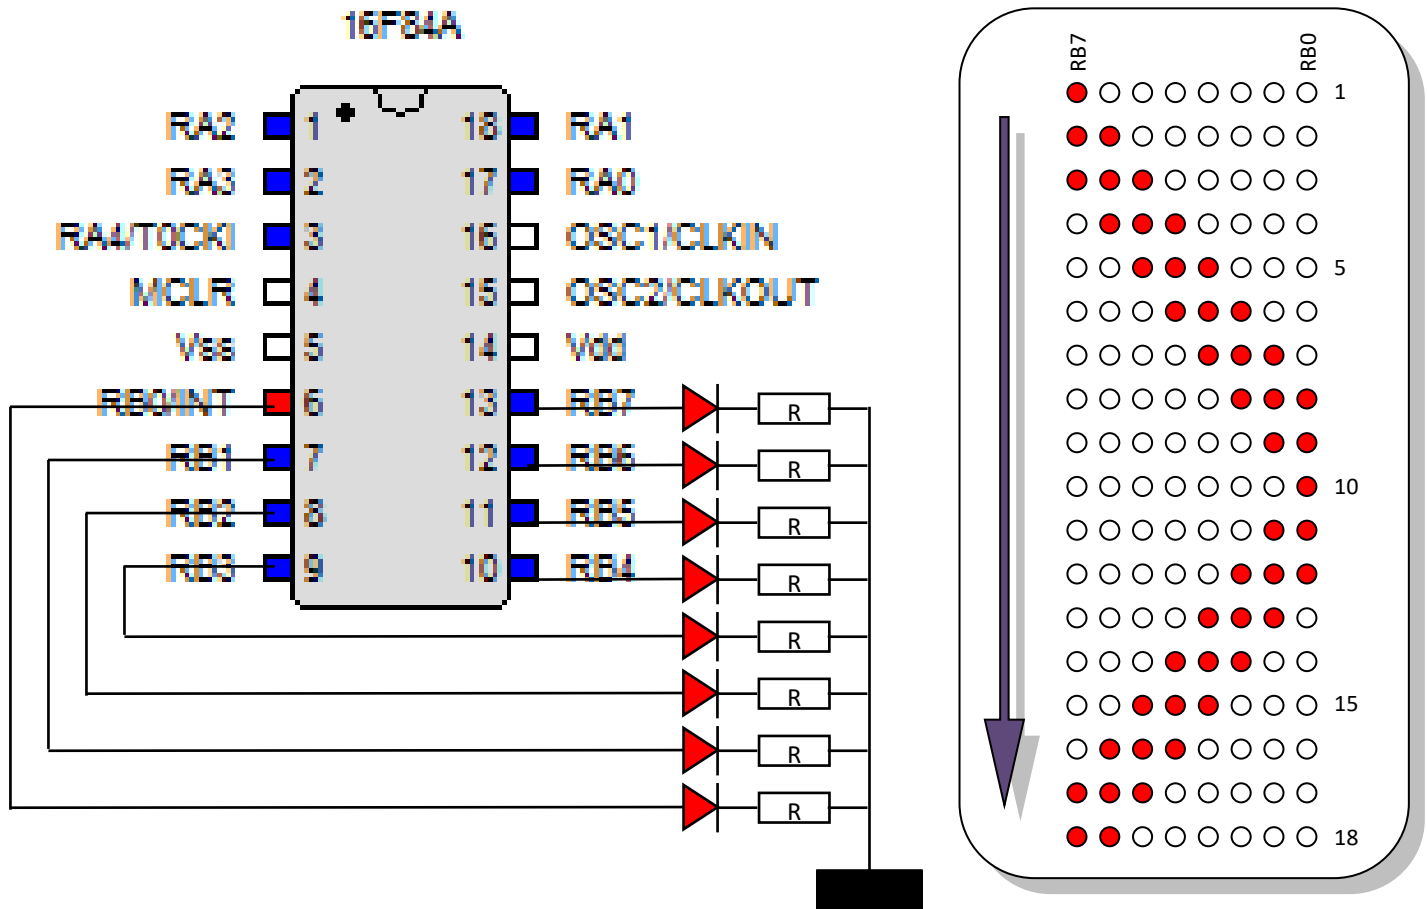 16F84A
RA2 1 18 RA1
RA3 2 17 RA0
RA4/T0CKI 3 16 OSC1/CLKIN
MCLR 4 15 OSC2/CLKOUT
Vss 5 14 Vdd
RB0/INT 6 13 RB7 R
RB1 7 12 RB6 R
RB2 8 11 RB5 R
RB3 9 10 RB4 R
R
R
R
R
RB7 RB0
1
5
10
15
18